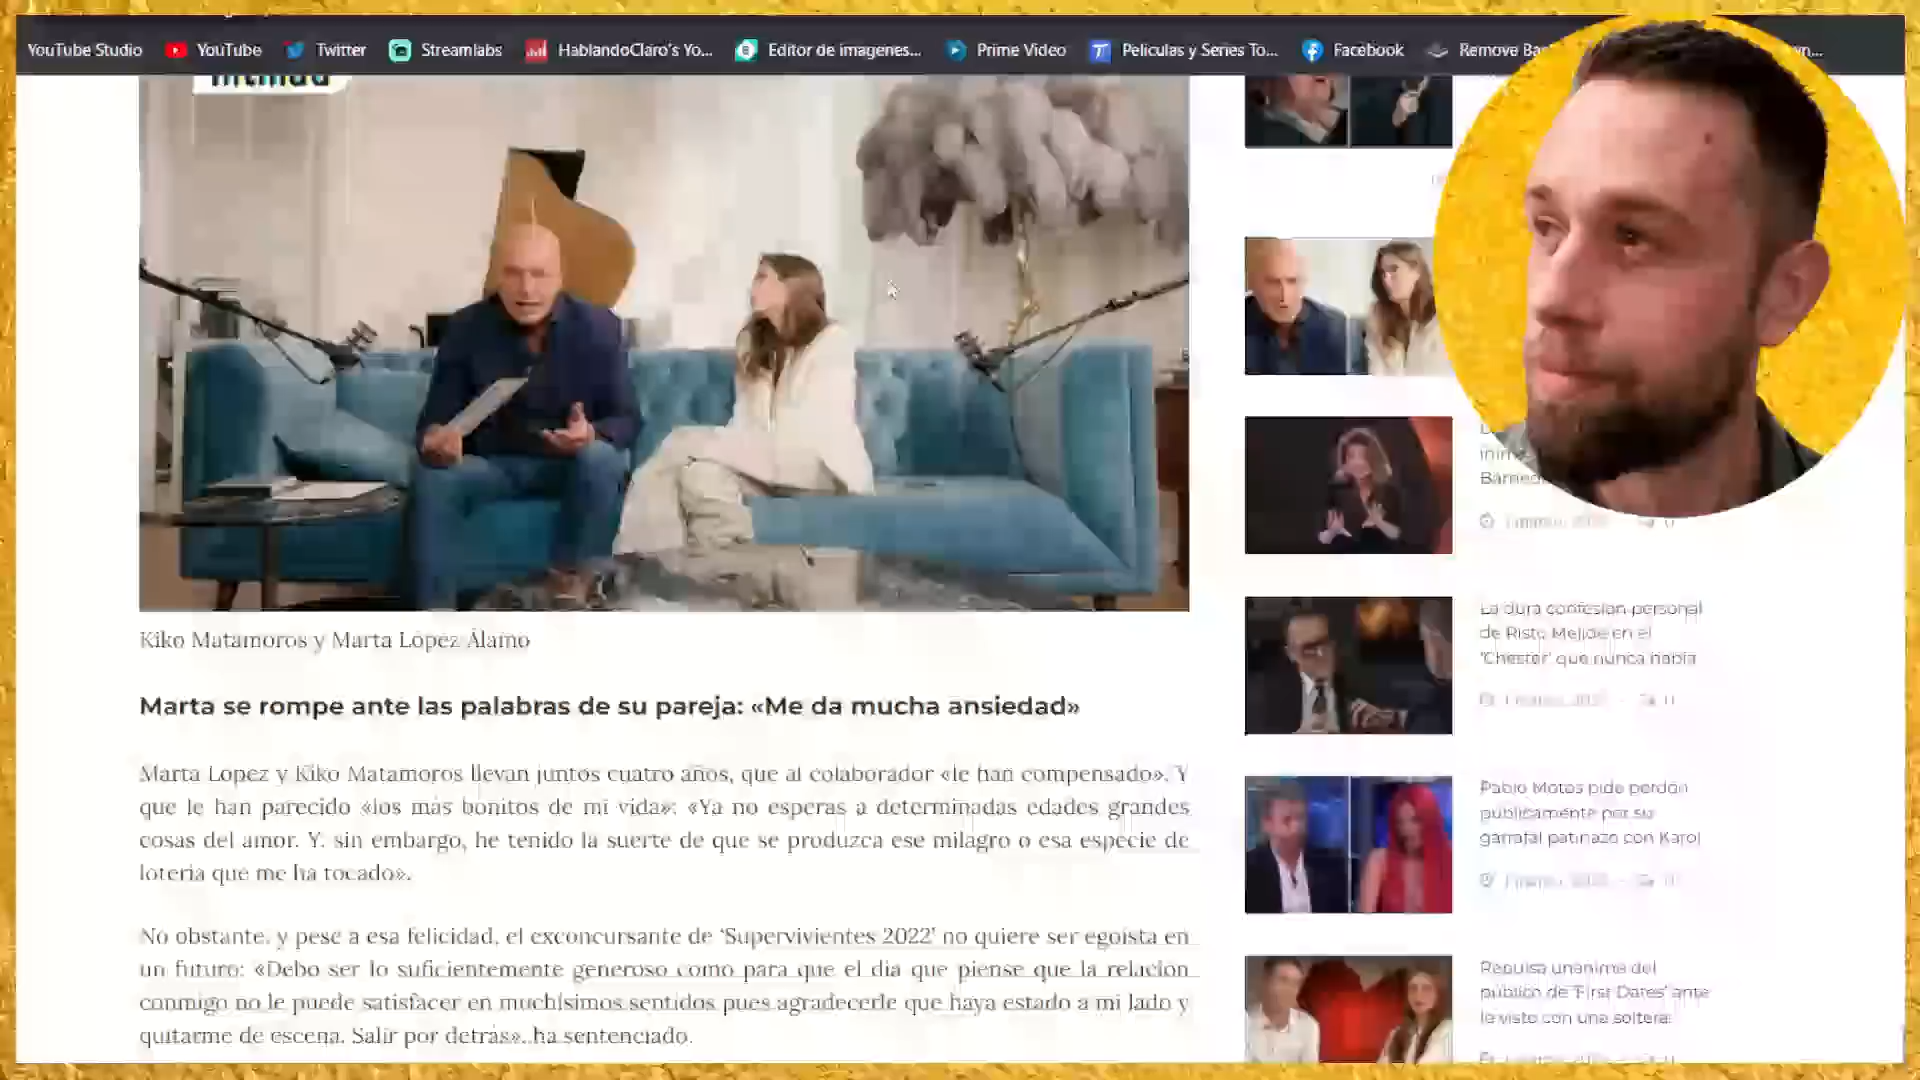 YouTube Studio YouTube Twitter Streamlabs HablandoClaro's Yo... Editor de imagenes... Prime Video Peliculas y Series To... Facebook Remove
Kiko Matamoros y Marta López Álamo
Marta se rompe ante las palabras de su pareja: «Me da mucha ansiedad»
Marta Lopez y Kiko Matamoros llevan juntos cuatro años, que al colaborador «le han compensado». Y
que le han parecido «los más bonitos de mi vida»: «Ya no esperas a determinadas edades grandes
cosas del amor. Y, sin embargo, he tenido la suerte de que se produzca ese milagro o esa especie de
loteria que me ha tocado».
No obstante, y pese a esa felicidad, el exconcursante de 'Supervivientes 2022' no quiere ser egoista en
un futuro: «Debo ser lo suficientemente generoso como para que el dia que piense que la relacion
conmigo no le puede satisfacer en muchísimos sentidos pues agradecerle que haya estado a mi lado y
quitarme de escena. Salir por detrás», ha sentenciado.
La dura confesión personal
de Risto Mejide en el
'Chester' que nunca había
Pablo Motos pide perdón
publicamente por su
garrafal patinazo con Karol
Repulsa unanime del
público de 'First Dates' ante
lo visto con una soltera: